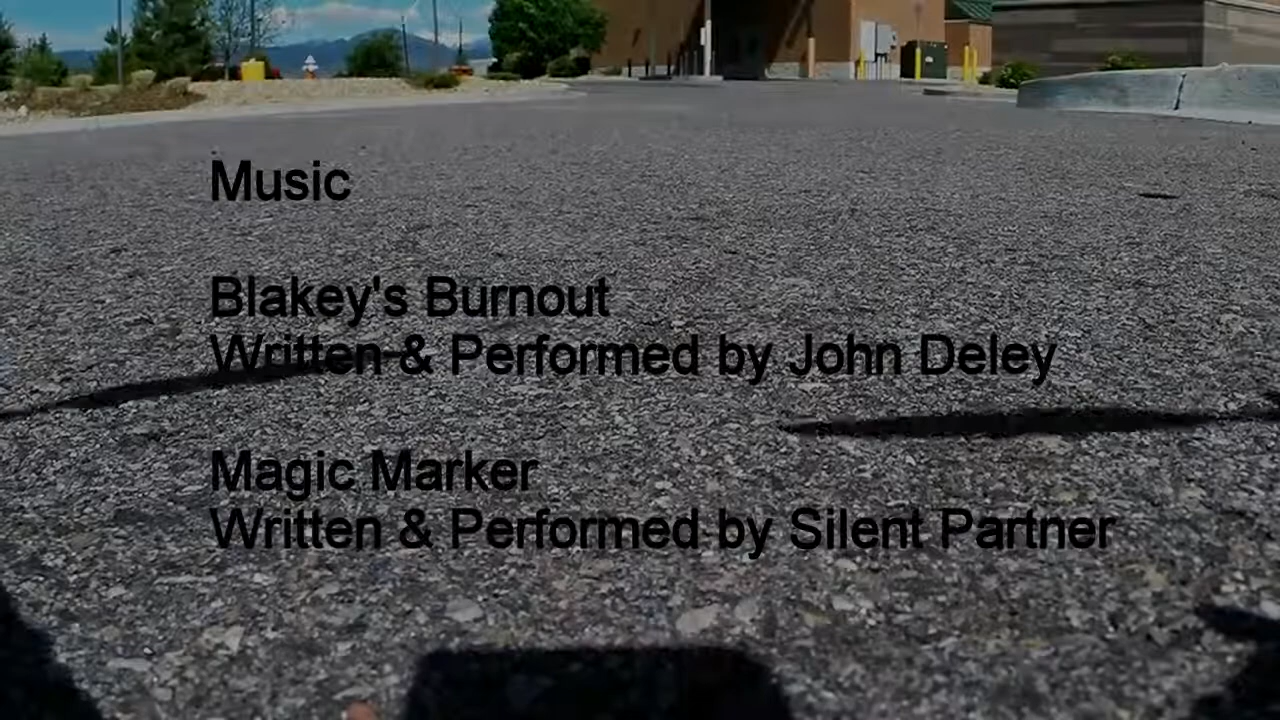 Music
Blakey's Burnout
Written & Performed by John Deley
Magic Marker
Written & Performed by Silent Partner